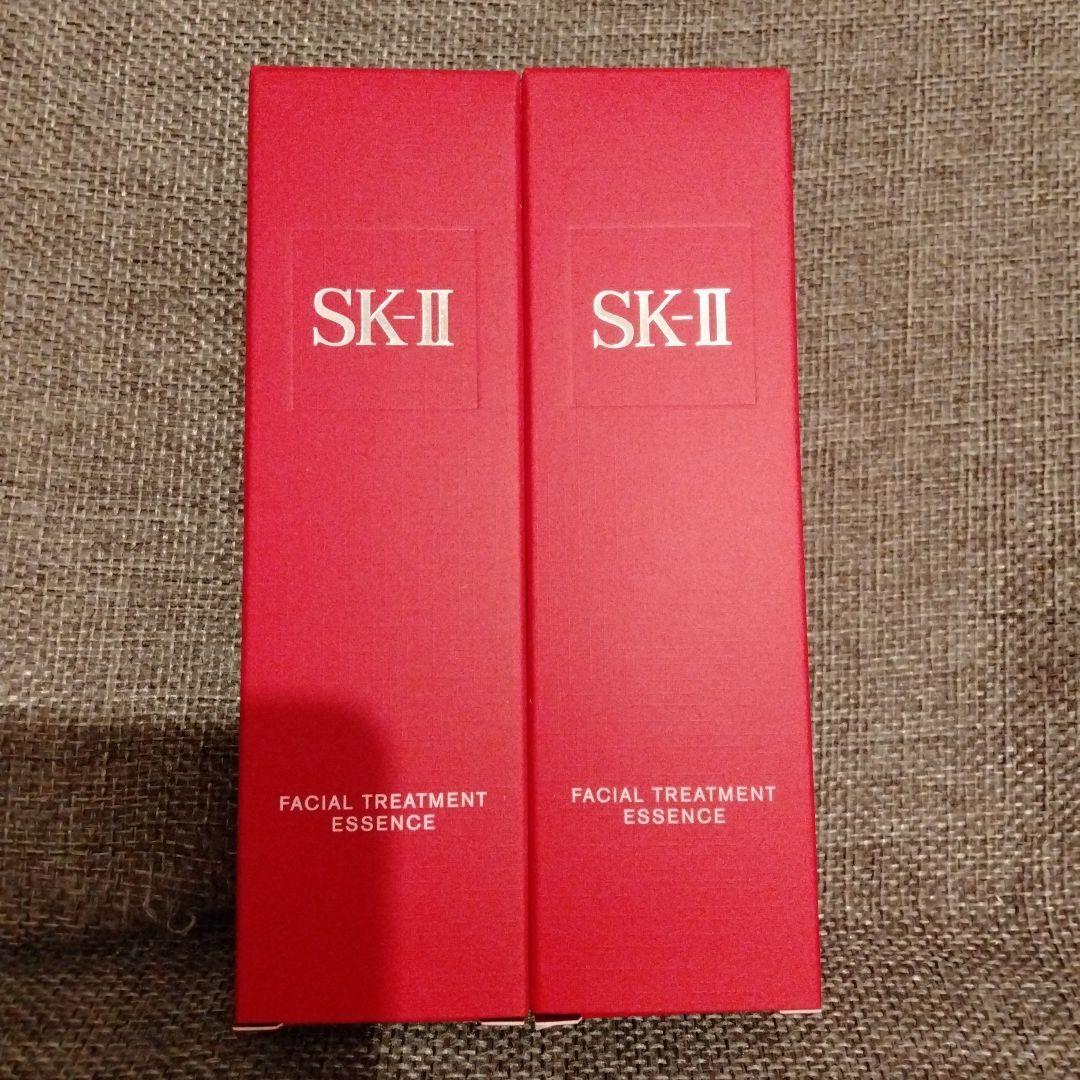 SK-II
FACIAL TREATMENT
ESSENCE
SK-II
FACIAL TREATMENT
ESSENCE